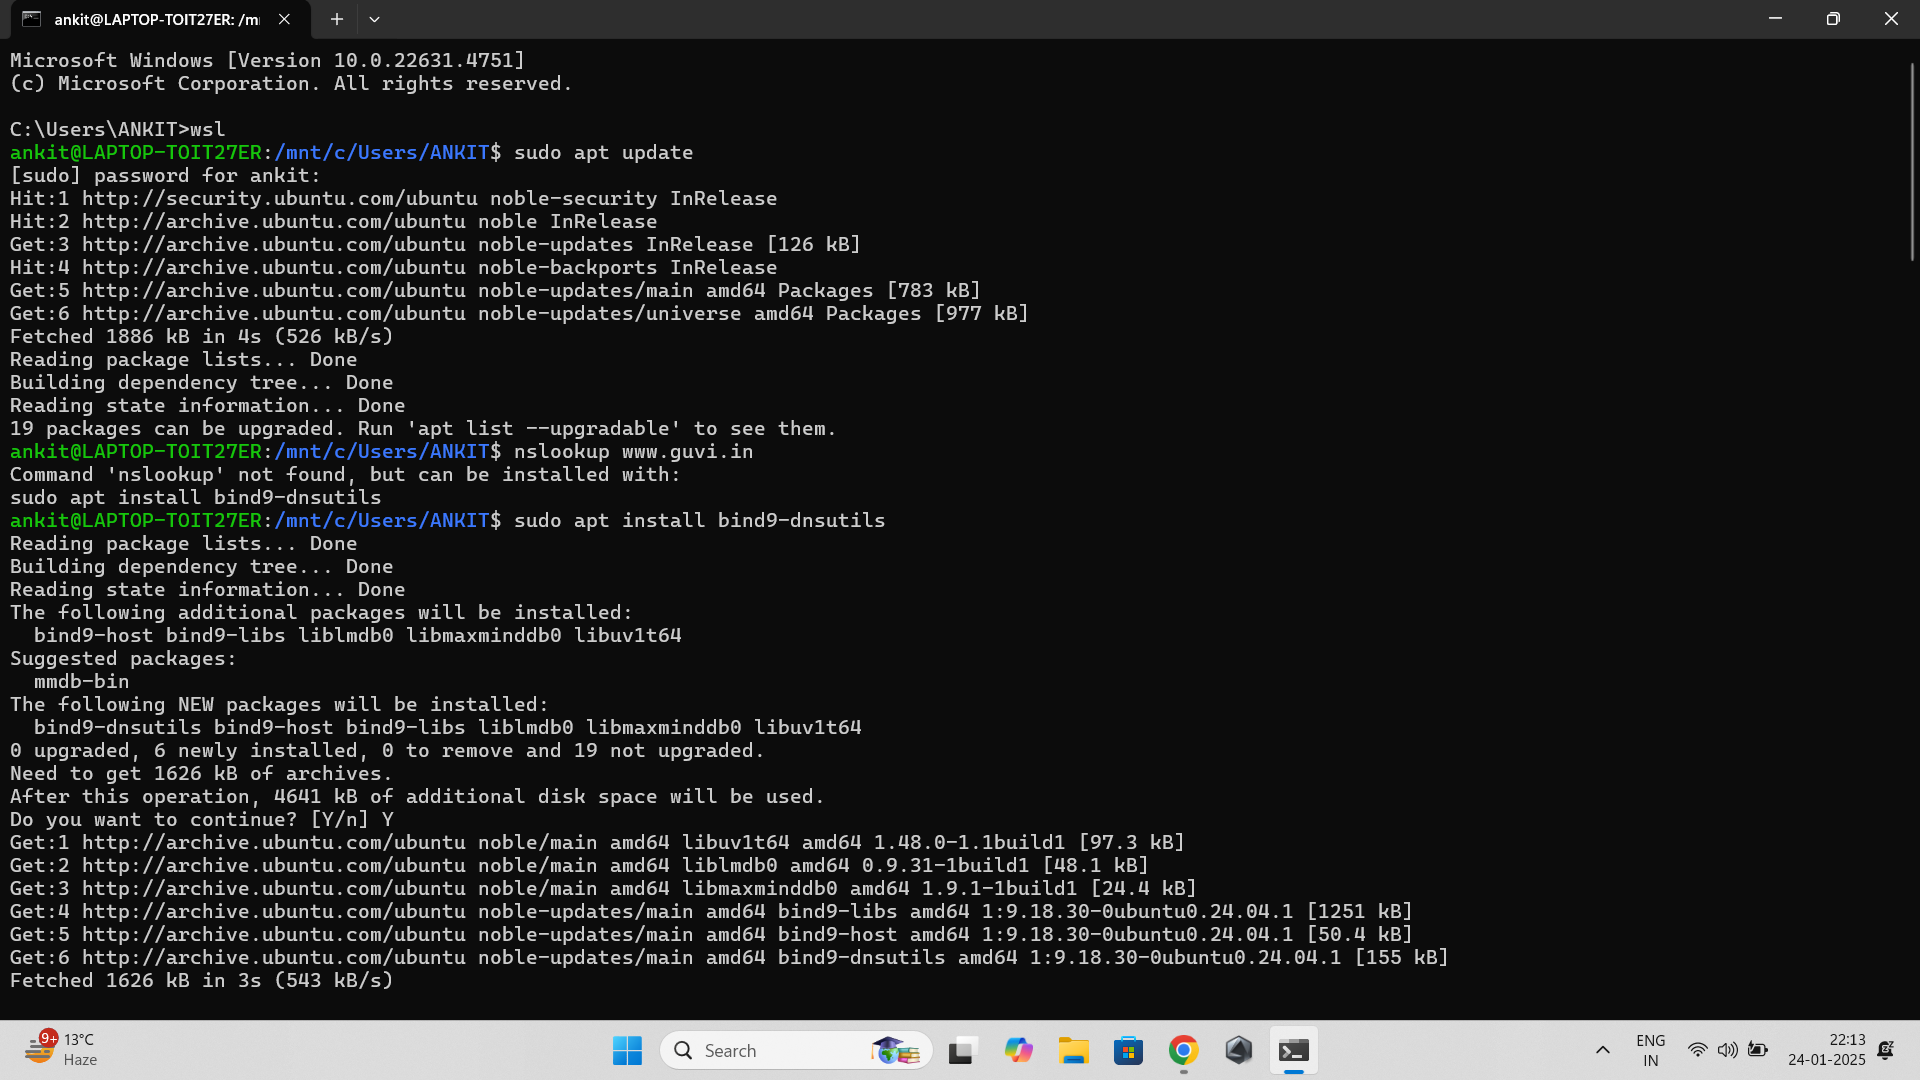 ankit@LAPTOP-TOIT27ER: /m
Microsoft Windows [Version 10.0.22631.4751]
(c) Microsoft Corporation. All rights reserved.
C:\Users\ANKIT>wsl
ankit@LAPTOP-TOIT27ER:/mnt/c/Users/ANKIT$ sudo apt update
[sudo] password for ankit:
Hit:1 http://security.ubuntu.com/ubuntu noble-security InRelease
Hit:2 http://archive.ubuntu.com/ubuntu noble InRelease
Get:3 http://archive.ubuntu.com/ubuntu noble-updates InRelease [126 kB]
Hit:4 http://archive.ubuntu.com/ubuntu noble-backports InRelease
Get:5 http://archive.ubuntu.com/ubuntu noble-updates/main amd64 Packages [783 kB]
Get:6 http://archive.ubuntu.com/ubuntu noble-updates/universe amd64 Packages [977 kB]
Fetched 1886 kB in 4s (526 kB/s)
Reading package lists... Done
Building dependency tree... Done
Reading state information... Done
19 packages can be upgraded. Run 'apt list --upgradable' to see them.
ankit@LAPTOP-TOIT27ER:/mnt/c/Users/ANKIT$ nslookup www.guvi.in
Command 'nslookup' not found, but can be installed with:
sudo apt install bind9-dnsutils
ankit@LAPTOP-TOIT27ER:/mnt/c/Users/ANKIT$ sudo apt install bind9-dnsutils
Reading package lists... Done
Building dependency tree... Done
Reading state information... Done
The following additional packages will be installed:
  bind9-host bind9-libs liblmdb0 libmaxminddb0 libuv1t64
Suggested packages:
  mmdb-bin
The following NEW packages will be installed:
  bind9-dnsutils bind9-host bind9-libs liblmdb0 libmaxminddb0 libuv1t64
0 upgraded, 6 newly installed, 0 to remove and 19 not upgraded.
Need to get 1626 kB of archives.
After this operation, 4641 kB of additional disk space will be used.
Do you want to continue? [Y/n] Y
Get:1 http://archive.ubuntu.com/ubuntu noble/main amd64 libuv1t64 amd64 1.48.0-1.1build1 [97.3 kB]
Get:2 http://archive.ubuntu.com/ubuntu noble/main amd64 liblmdb0 amd64 0.9.31-1build1 [48.1 kB]
Get:3 http://archive.ubuntu.com/ubuntu noble/main amd64 libmaxminddb0 amd64 1.9.1-1build1 [24.4 kB]
Get:4 http://archive.ubuntu.com/ubuntu noble-updates/main amd64 bind9-libs amd64 1:9.18.30-0ubuntu0.24.04.1 [1251 kB]
Get:5 http://archive.ubuntu.com/ubuntu noble-updates/main amd64 bind9-host amd64 1:9.18.30-0ubuntu0.24.04.1 [50.4 kB]
Get:6 http://archive.ubuntu.com/ubuntu noble-updates/main amd64 bind9-dnsutils amd64 1:9.18.30-0ubuntu0.24.04.1 [155 kB]
Fetched 1626 kB in 3s (543 kB/s)
9+
13°C
Haze
Search
ENG
IN
22:13
24-01-2025